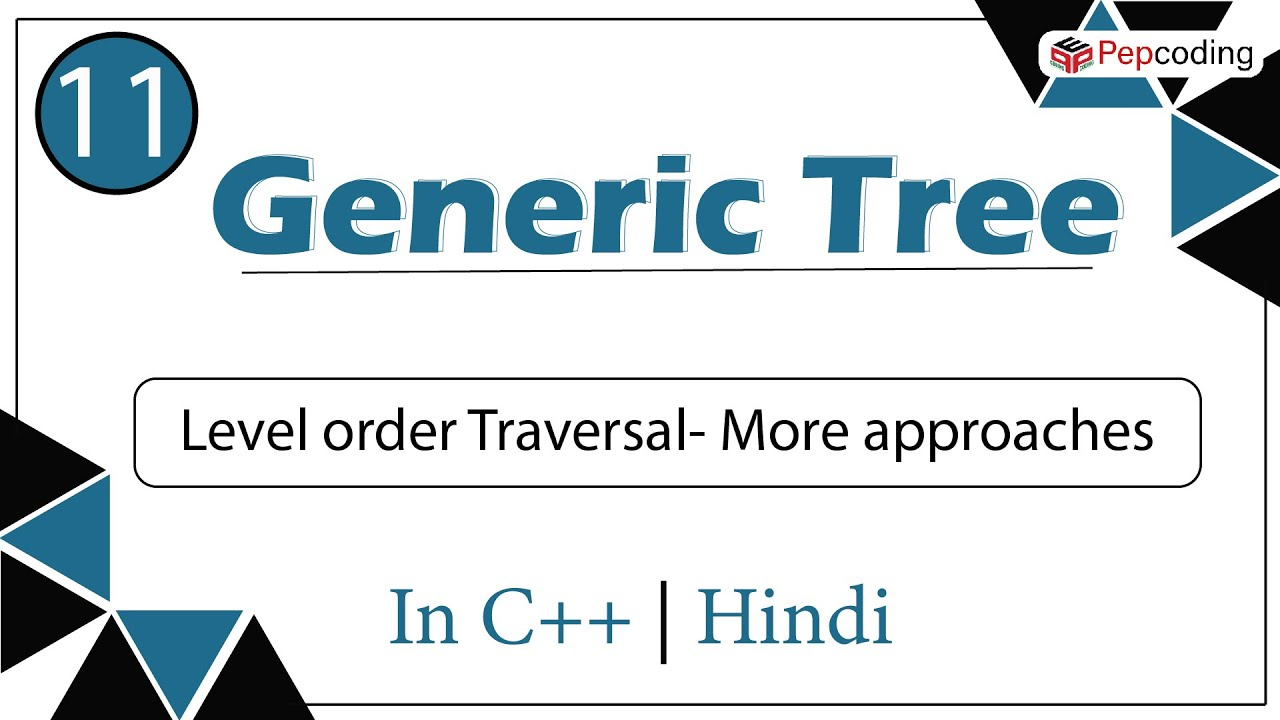 11
Pepcoding
Generic Tree
Level order Traversal- More approaches
In C++ | Hindi